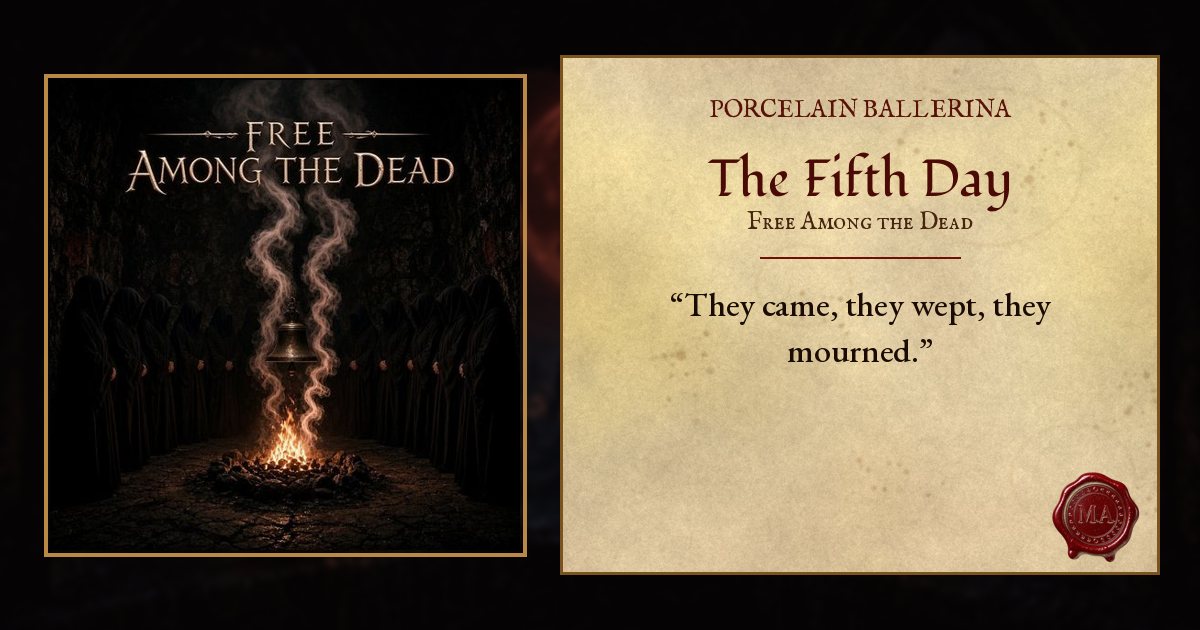 FREE
AMONG THE DEAD
PORCELAIN BALLERINA
The Fifth Day
FREE AMONG THE DEAD
“They came, they wept, they
mourned.”
MA